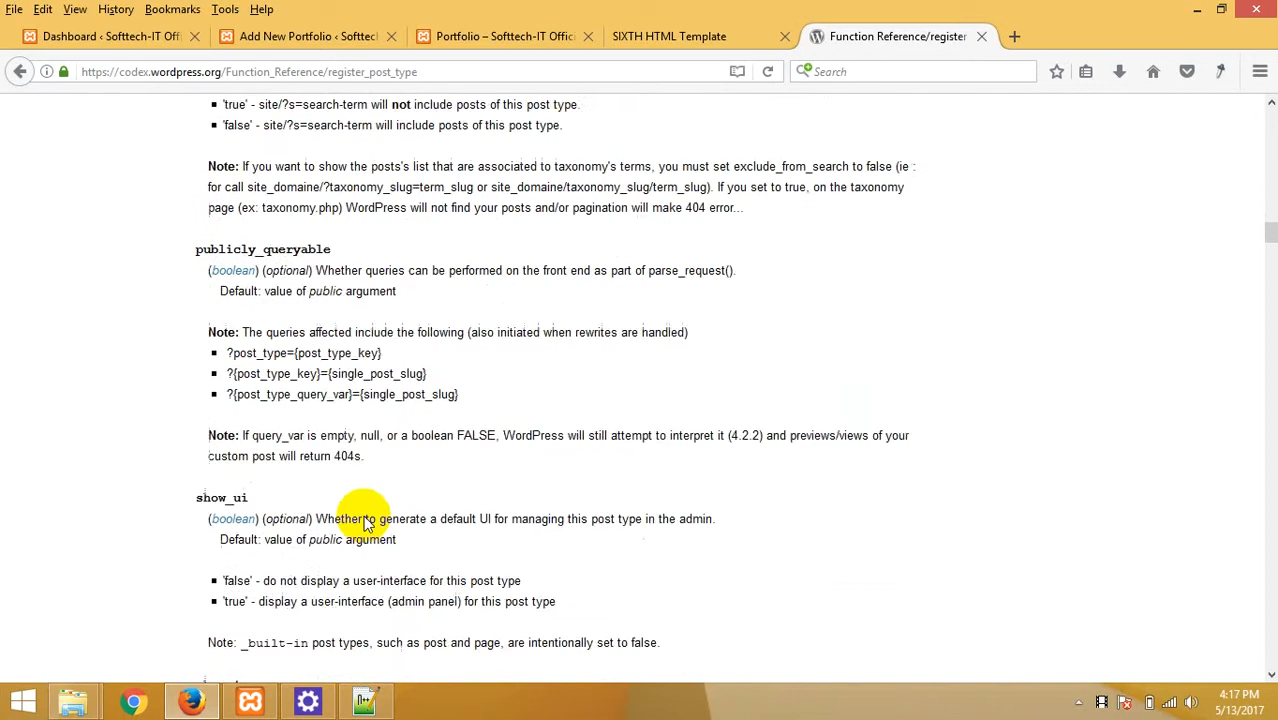 File Edit View History Bookmarks Tools Help
Dashboard ‹ Softtech-IT Offi
Add New Portfolio ‹ Softtec
Portfolio – Softtech-IT Offici
SIXTH HTML Template
Function Reference/register
https://codex.wordpress.org/Function_Reference/register_post_type
Search
'true' - site/?s=search-term will not include posts of this post type.
'false' - site/?s=search-term will include posts of this post type.
Note: If you want to show the posts's list that are associated to taxonomy's terms, you must set exclude_from_search to false (ie :
for call site_domaine/?taxonomy_slug=term_slug or site_domaine/taxonomy_slug/term_slug). If you set to true, on the taxonomy
page (ex: taxonomy.php) WordPress will not find your posts and/or pagination will make 404 error...
publicly_queryable
(boolean) (optional) Whether queries can be performed on the front end as part of parse_request().
Default: value of public argument
Note: The queries affected include the following (also initiated when rewrites are handled)
?post_type={post_type_key}
?{post_type_key}={single_post_slug}
?{post_type_query_var}={single_post_slug}
Note: If query_var is empty, null, or a boolean FALSE, WordPress will still attempt to interpret it (4.2.2) and previews/views of your
custom post will return 404s.
show_ui
(boolean) (optional) Whether to generate a default UI for managing this post type in the admin.
Default: value of public argument
'false' - do not display a user-interface for this post type
'true' - display a user-interface (admin panel) for this post type
Note: _built-in post types, such as post and page, are intentionally set to false.
4:17 PM
5/13/2017